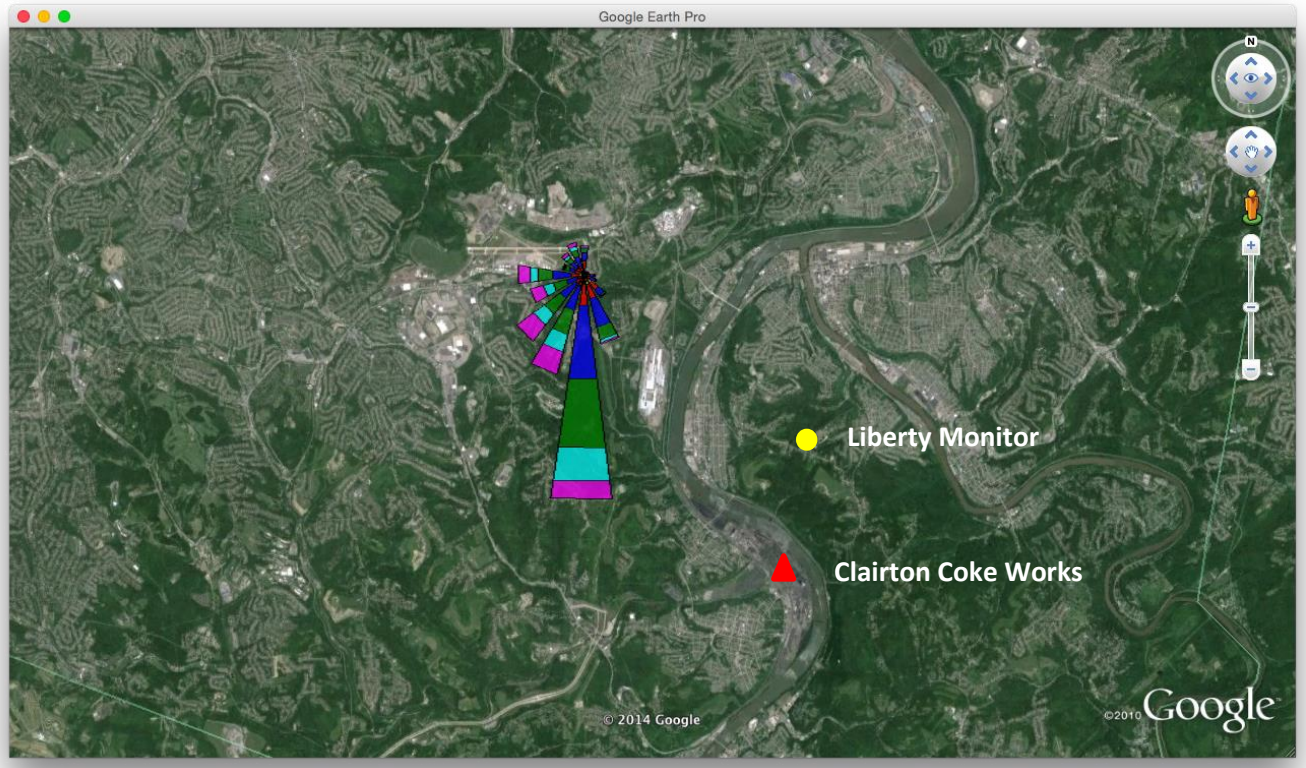 Google Earth Pro
N
Liberty Monitor
Clairton Coke Works
© 2014 Google
©2010 Google